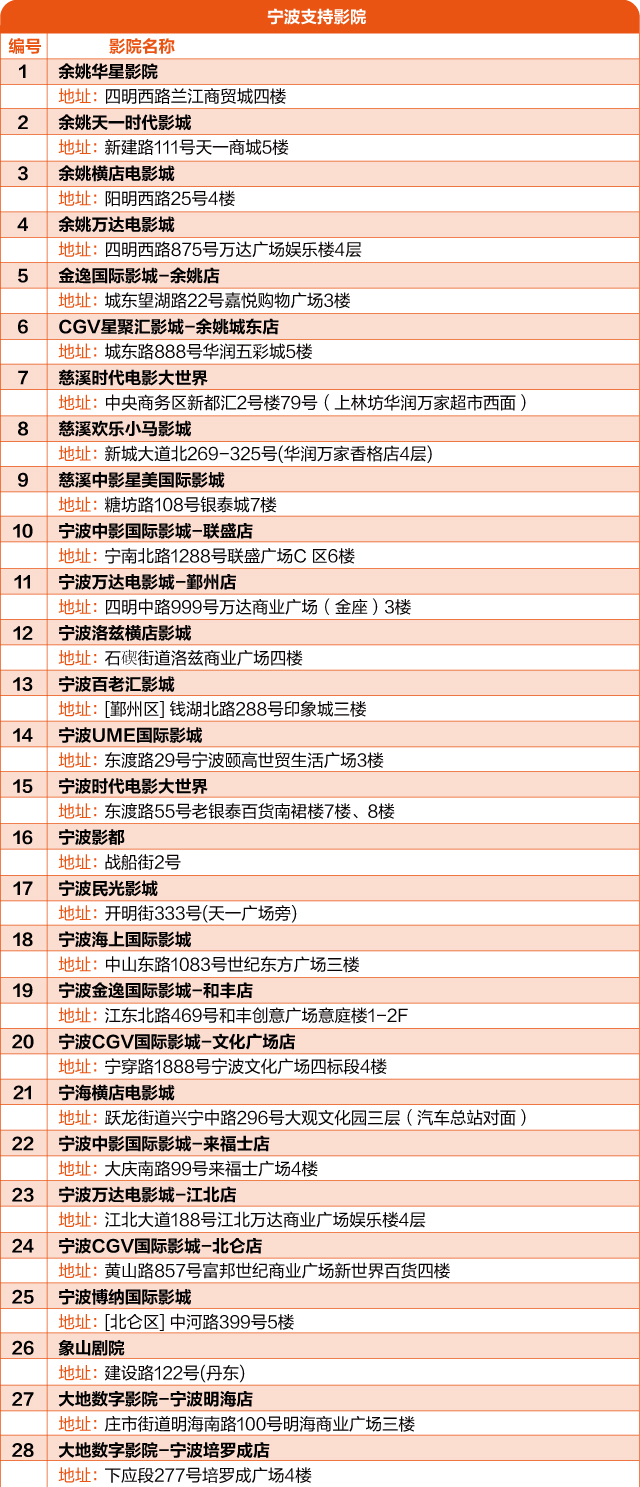 宁波支持影院
编号 影院名称
1 余姚华星影院
地址：四明西路兰江商贸城四楼
2 余姚天一时代影城
地址：新建路111号天一商城5楼
3 余姚横店电影城
地址：阳明西路25号4楼
4 余姚万达电影城
地址：四明西路875号万达广场娱乐楼4层
5 金逸国际影城-余姚店
地址：城东望湖路22号嘉悦购物广场3楼
6 CGV星聚汇影城-余姚城东店
地址：城东路888号华润五彩城5楼
7 慈溪时代电影大世界
地址：中央商务区新都汇2号楼79号（上林坊华润万家超市西面）
8 慈溪欢乐小马影城
地址：新城大道北269-325号(华润万家香格店4层)
9 慈溪中影星美国际影城
地址：糖坊路108号银泰城7楼
10 宁波中影国际影城-联盛店
地址：宁南北路1288号联盛广场C 区6楼
11 宁波万达电影城-鄞州店
地址：四明中路999号万达商业广场（金座）3楼
12 宁波洛兹横店影城
地址：石碶街道洛兹商业广场四楼
13 宁波百老汇影城
地址：[鄞州区] 钱湖北路288号印象城三楼
14 宁波UME国际影城
地址：东渡路29号宁波颐高世贸生活广场3楼
15 宁波时代电影大世界
地址：东渡路55号老银泰百货南裙楼7楼、8楼
16 宁波影都
地址：战船街2号
17 宁波民光影城
地址：开明街333号(天一广场旁)
18 宁波海上国际影城
地址：中山东路1083号世纪东方广场三楼
19 宁波金逸国际影城-和丰店
地址：江东北路469号和丰创意广场意庭楼1-2F
20 宁波CGV国际影城-文化广场店
地址：宁穿路1888号宁波文化广场四标段4楼
21 宁海横店电影城
地址：跃龙街道兴宁中路296号大观文化园三层（汽车总站对面）
22 宁波中影国际影城-来福士店
地址：大庆南路99号来福士广场4楼
23 宁波万达电影城-江北店
地址：江北大道188号江北万达商业广场娱乐楼4层
24 宁波CGV国际影城-北仑店
地址：黄山路857号富邦世纪商业广场新世界百货四楼
25 宁波博纳国际影城
地址：[北仑区] 中河路399号5楼
26 象山剧院
地址：建设路122号(丹东)
27 大地数字影院-宁波明海店
地址：庄市街道明海南路100号明海商业广场三楼
28 大地数字影院-宁波培罗成店
地址：下应段277号培罗成广场4楼